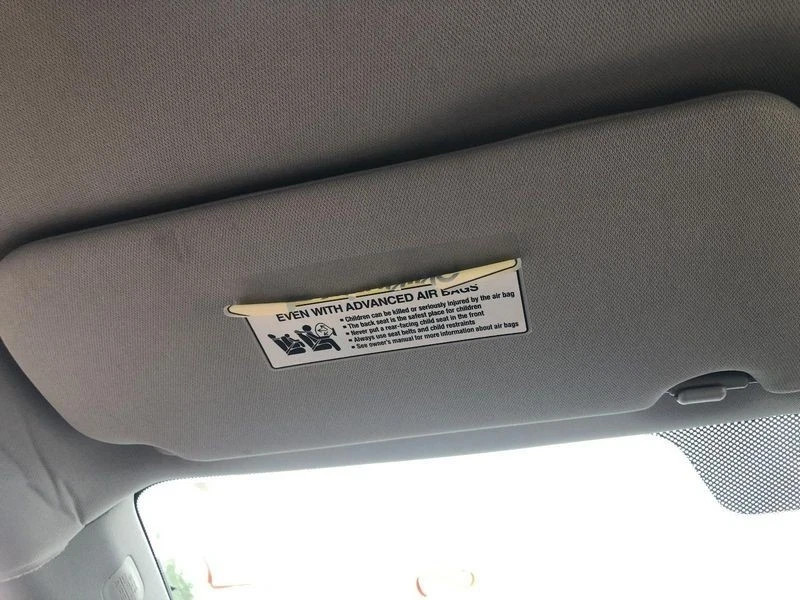 EVEN WITH ADVANCED AIR BAGS
• Children can be killed or seriously injured by the air bag
• The back seat is the safest place for children
• Never put a rear-facing child seat in the front
• Always use seat belts and child restraints
• See owner's manual for more information about air bags